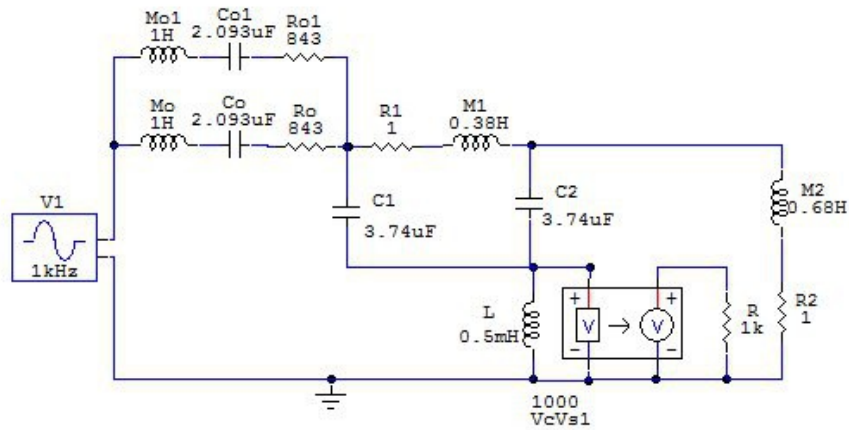 Mo1
1H
Co1
2.093uF
Ro1
843
Mo
1H
Co
2.093uF
Ro
843
R1
1
M1
0.38H
V1
1kHz
C1
3.74uF
C2
3.74uF
M2
0.68H
L
0.5mH
+ +
V V
- -
R
1k
R2
1
1000
VcVs1